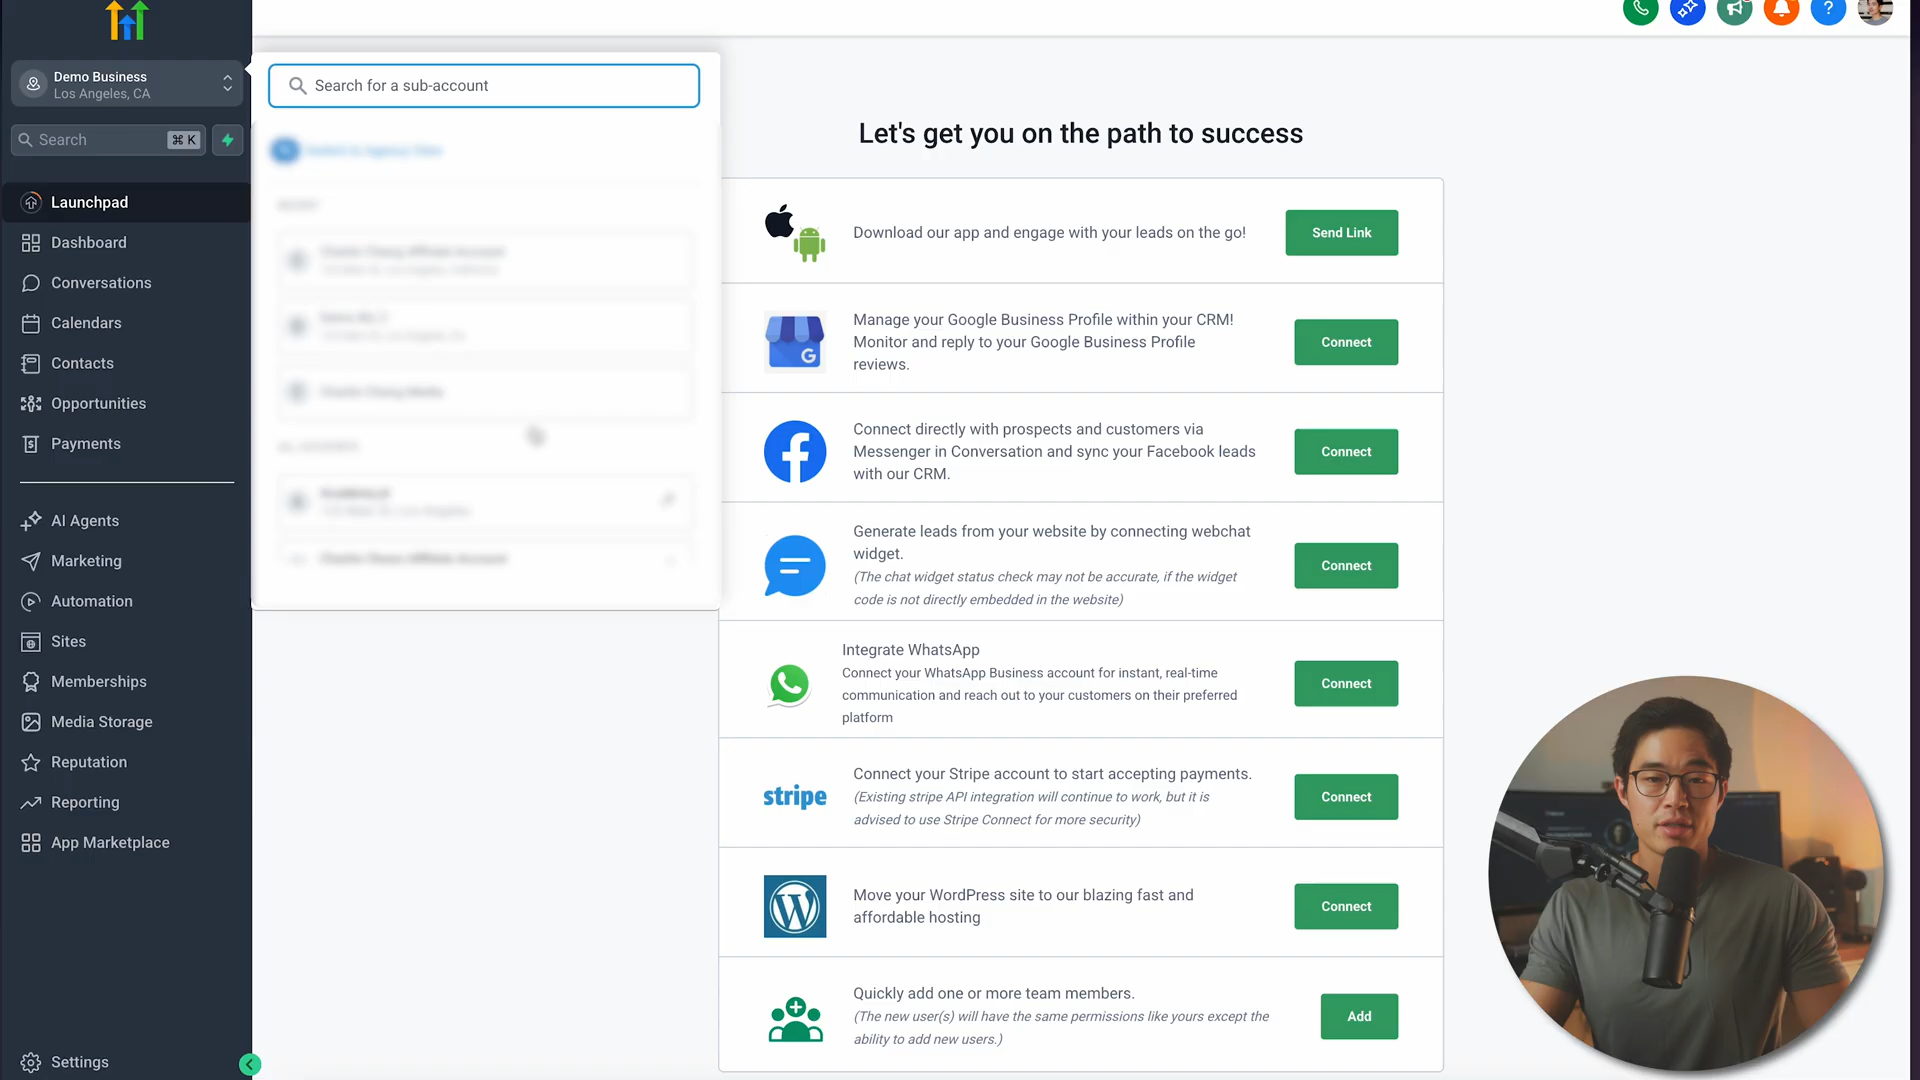 Demo Business
Los Angeles, CA
Search
⌘ K
Launchpad
Dashboard
Conversations
Calendars
Contacts
Opportunities
Payments
AI Agents
Marketing
Automation
Sites
Memberships
Media Storage
Reputation
Reporting
App Marketplace
Settings
Search for a sub-account
Let's get you on the path to success
Download our app and engage with your leads on the go!
Send Link
Manage your Google Business Profile within your CRM!
Monitor and reply to your Google Business Profile
reviews.
Connect
Connect directly with prospects and customers via
Messenger in Conversation and sync your Facebook leads
with our CRM.
Connect
Generate leads from your website by connecting webchat
widget.
(The chat widget status check may not be accurate, if the widget
code is not directly embedded in the website)
Connect
Integrate WhatsApp
Connect your WhatsApp Business account for instant, real-time
communication and reach out to your customers on their preferred
platform
Connect
stripe
Connect your Stripe account to start accepting payments.
(Existing stripe API integration will continue to work, but it is
advised to use Stripe Connect for more security)
Connect
Move your WordPress site to our blazing fast and
affordable hosting
Connect
Quickly add one or more team members.
(The new user(s) will have the same permissions like yours except the
ability to add new users.)
Add